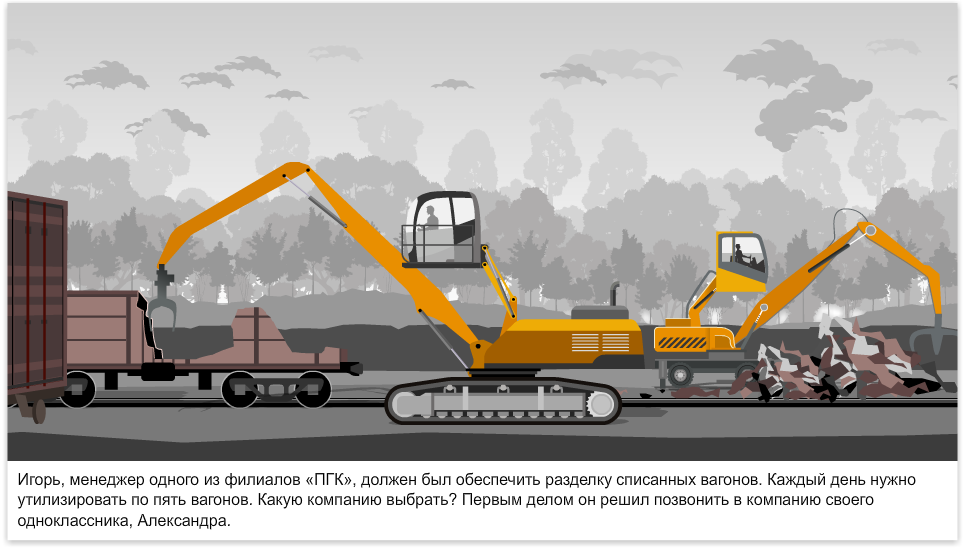 Игорь, менеджер одного из филиалов «ПГК», должен был обеспечить разделку списанных вагонов. Каждый день нужно
утилизировать по пять вагонов. Какую компанию выбрать? Первым делом он решил позвонить в компанию своего
одноклассника, Александра.